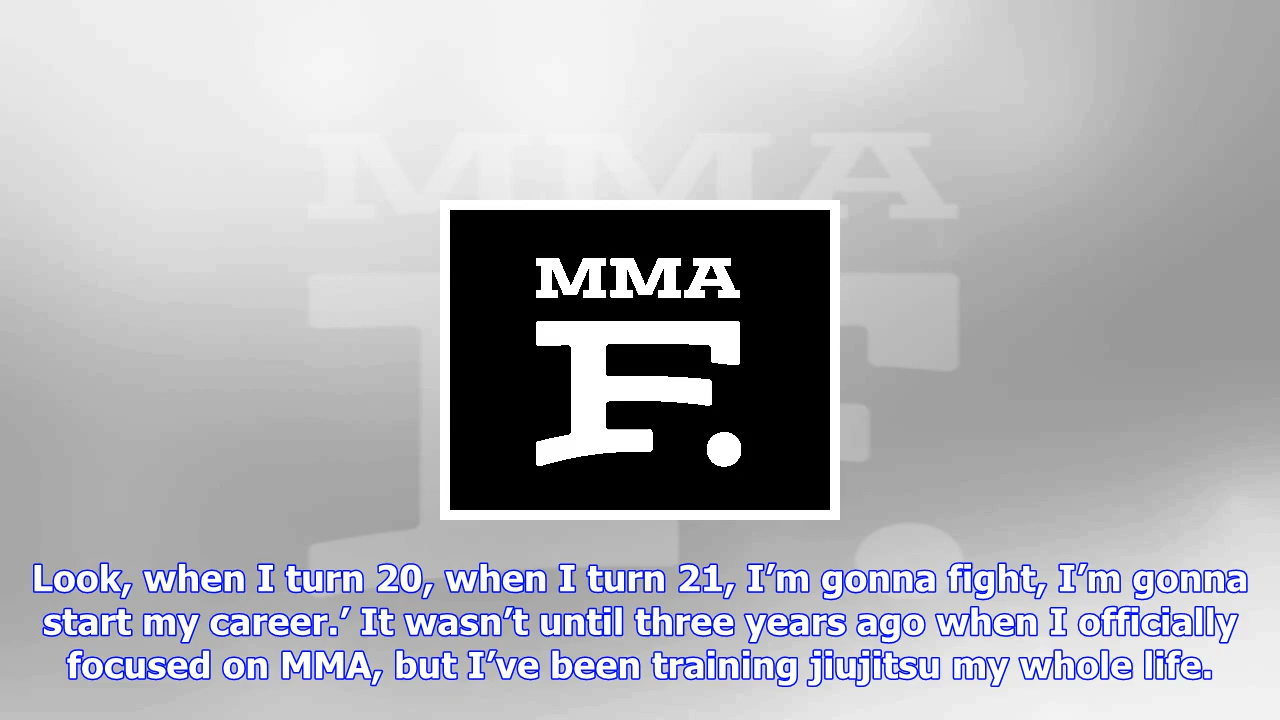 MMA
MMA
F.
Look, when I turn 20, when I turn 21, I’m gonna fight, I’m gonna
start my career.’ It wasn’t until three years ago when I officially
focused on MMA, but I’ve been training jiujitsu my whole life.